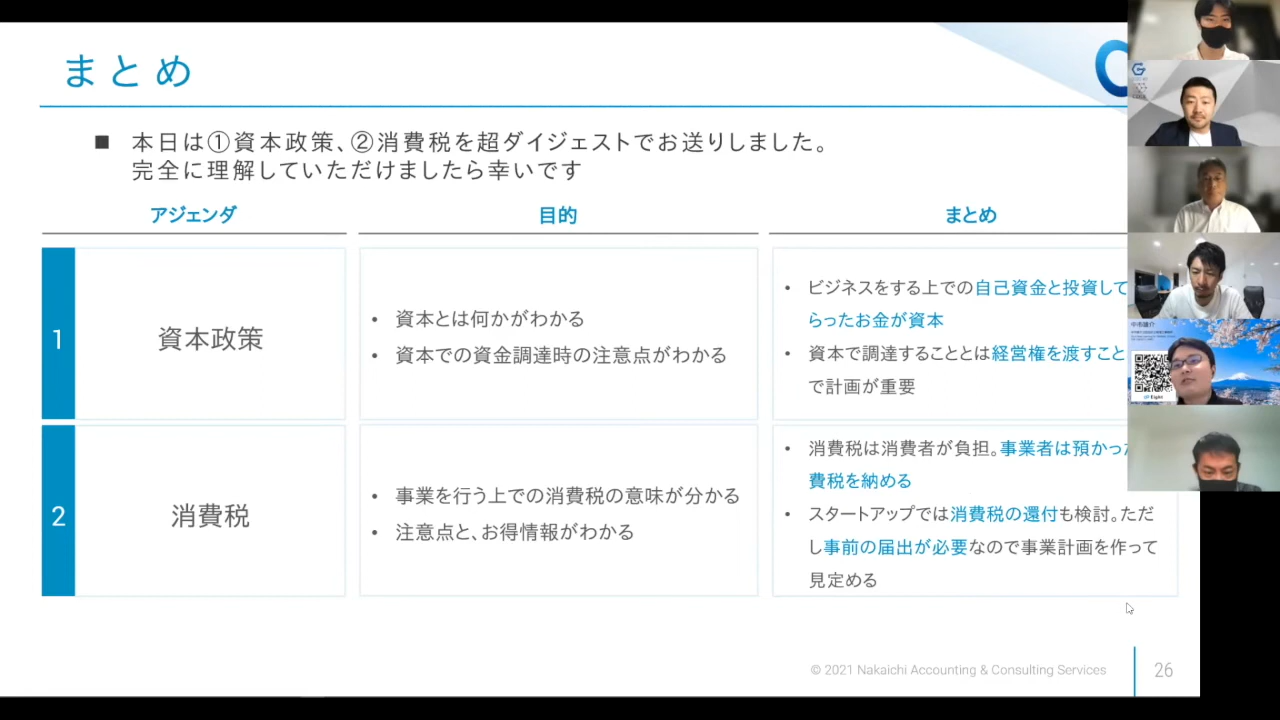 まとめ
■ 本日は①資本政策、②消費税を超ダイジェストでお送りしました。
完全に理解していただけましたら幸いです
アジェンダ
目的
まとめ
1
資本政策
• 資本とは何かがわかる
• 資本での資金調達時の注意点がわかる
• ビジネスをする上での自己資金と投資して
らったお金が資本
• 資本で調達することとは経営権を渡すこと
で計画が重要
2
消費税
• 事業を行う上での消費税の意味が分かる
• 注意点と、お得情報がわかる
• 消費税は消費者が負担。事業者は預かっ
費税を納める
• スタートアップでは消費税の還付も検討。ただ
し事前の届出が必要なので事業計画を作って
見定める
© 2021 Nakaichi Accounting & Consulting Services
26